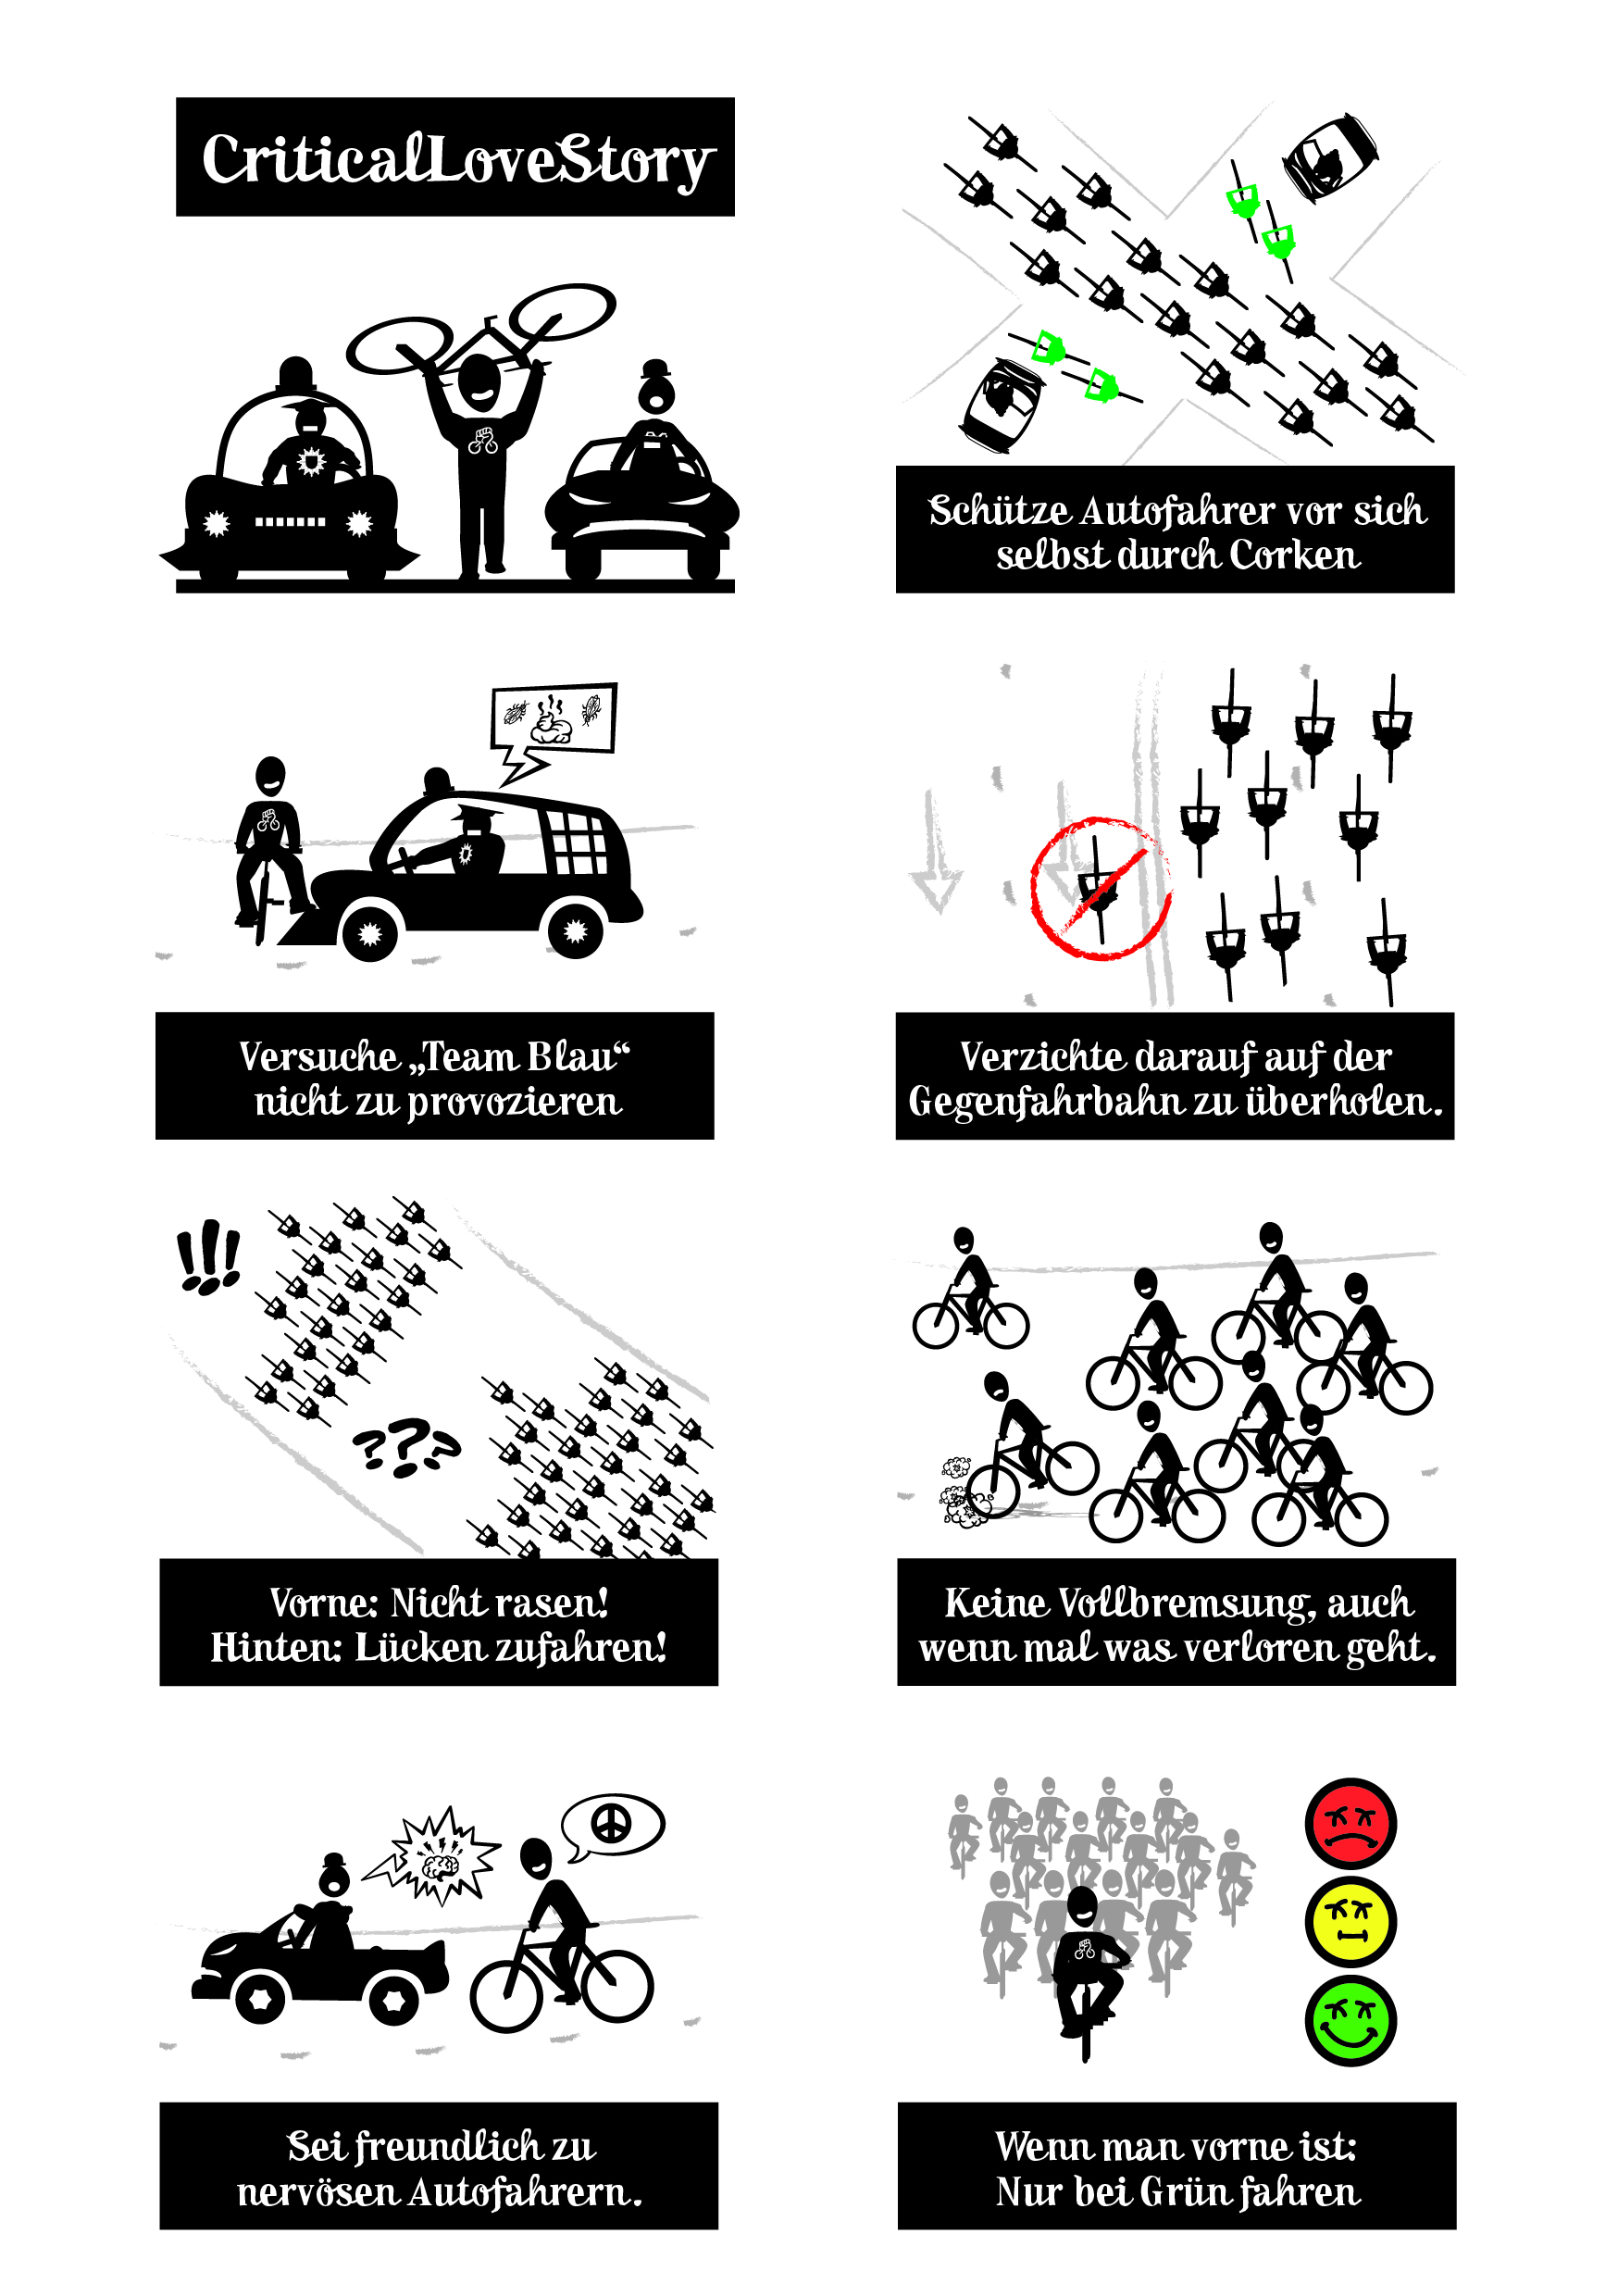 CriticalLoveStory
Schütze Autofahrer vor sich
selbst durch Corken
Versuche „Team Blau“
nicht zu provozieren
Verzichte darauf auf der
Gegenfahrbahn zu überholen.
!!!
???
Vorne: Nicht rasen!
Hinten: Lücken zufahren!
Keine Vollbremsung, auch
wenn mal was verloren geht.
Sei freundlich zu
nervösen Autofahrern.
Wenn man vorne ist:
Nur bei Grün fahren